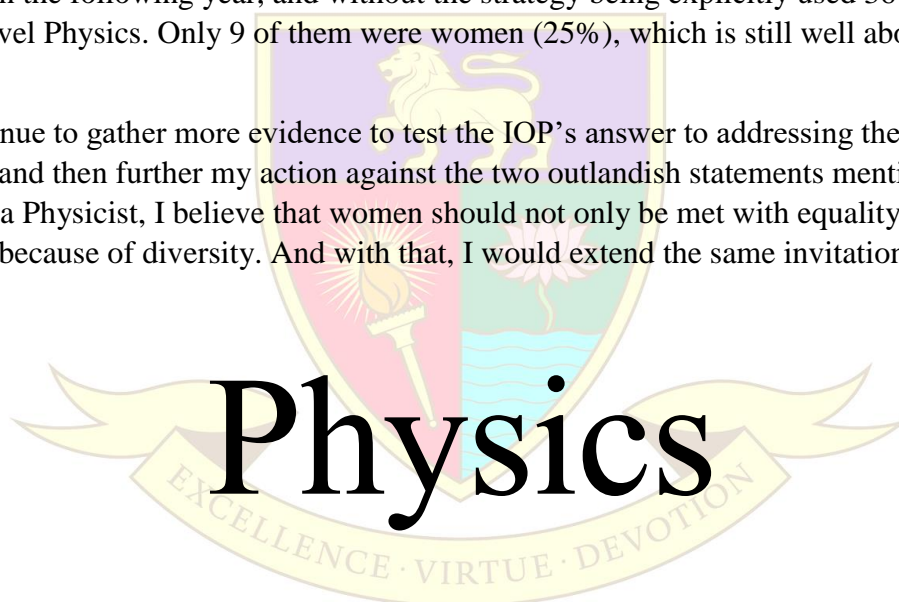 the following year, and without the strategy being explicitly used
vel Physics. Only 9 of them were women (25%), which is still well abo
nue to gather more evidence to test the IOP’s answer to addressing the
and then further my action against the two outlandish statements menti
a Physicist, I believe that women should not only be met with equality
because of diversity. And with that, I would extend the same invitation
Physics
EXCELLENCE · VIRTUE · DEVOTION